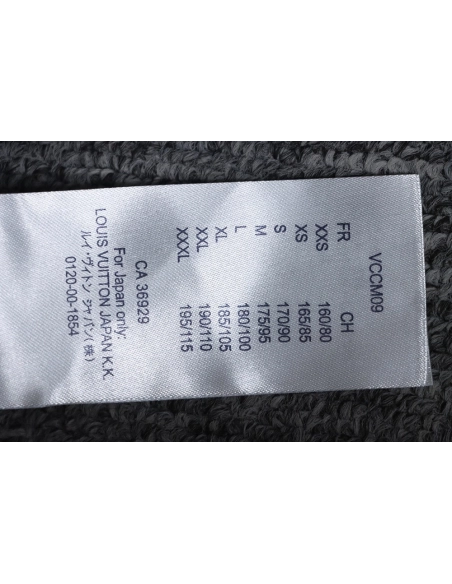 VCCM09
FR CH
XXS 160/80
XS 165/85
S 170/90
M 175/95
L 180/100
XL 185/105
XXL 190/110
XXXL 195/115
CA 36929
For Japan only:
LOUIS VUITTON JAPAN K.K.
ルイ・ヴィトン ジャパン(株)
0120-00-1854